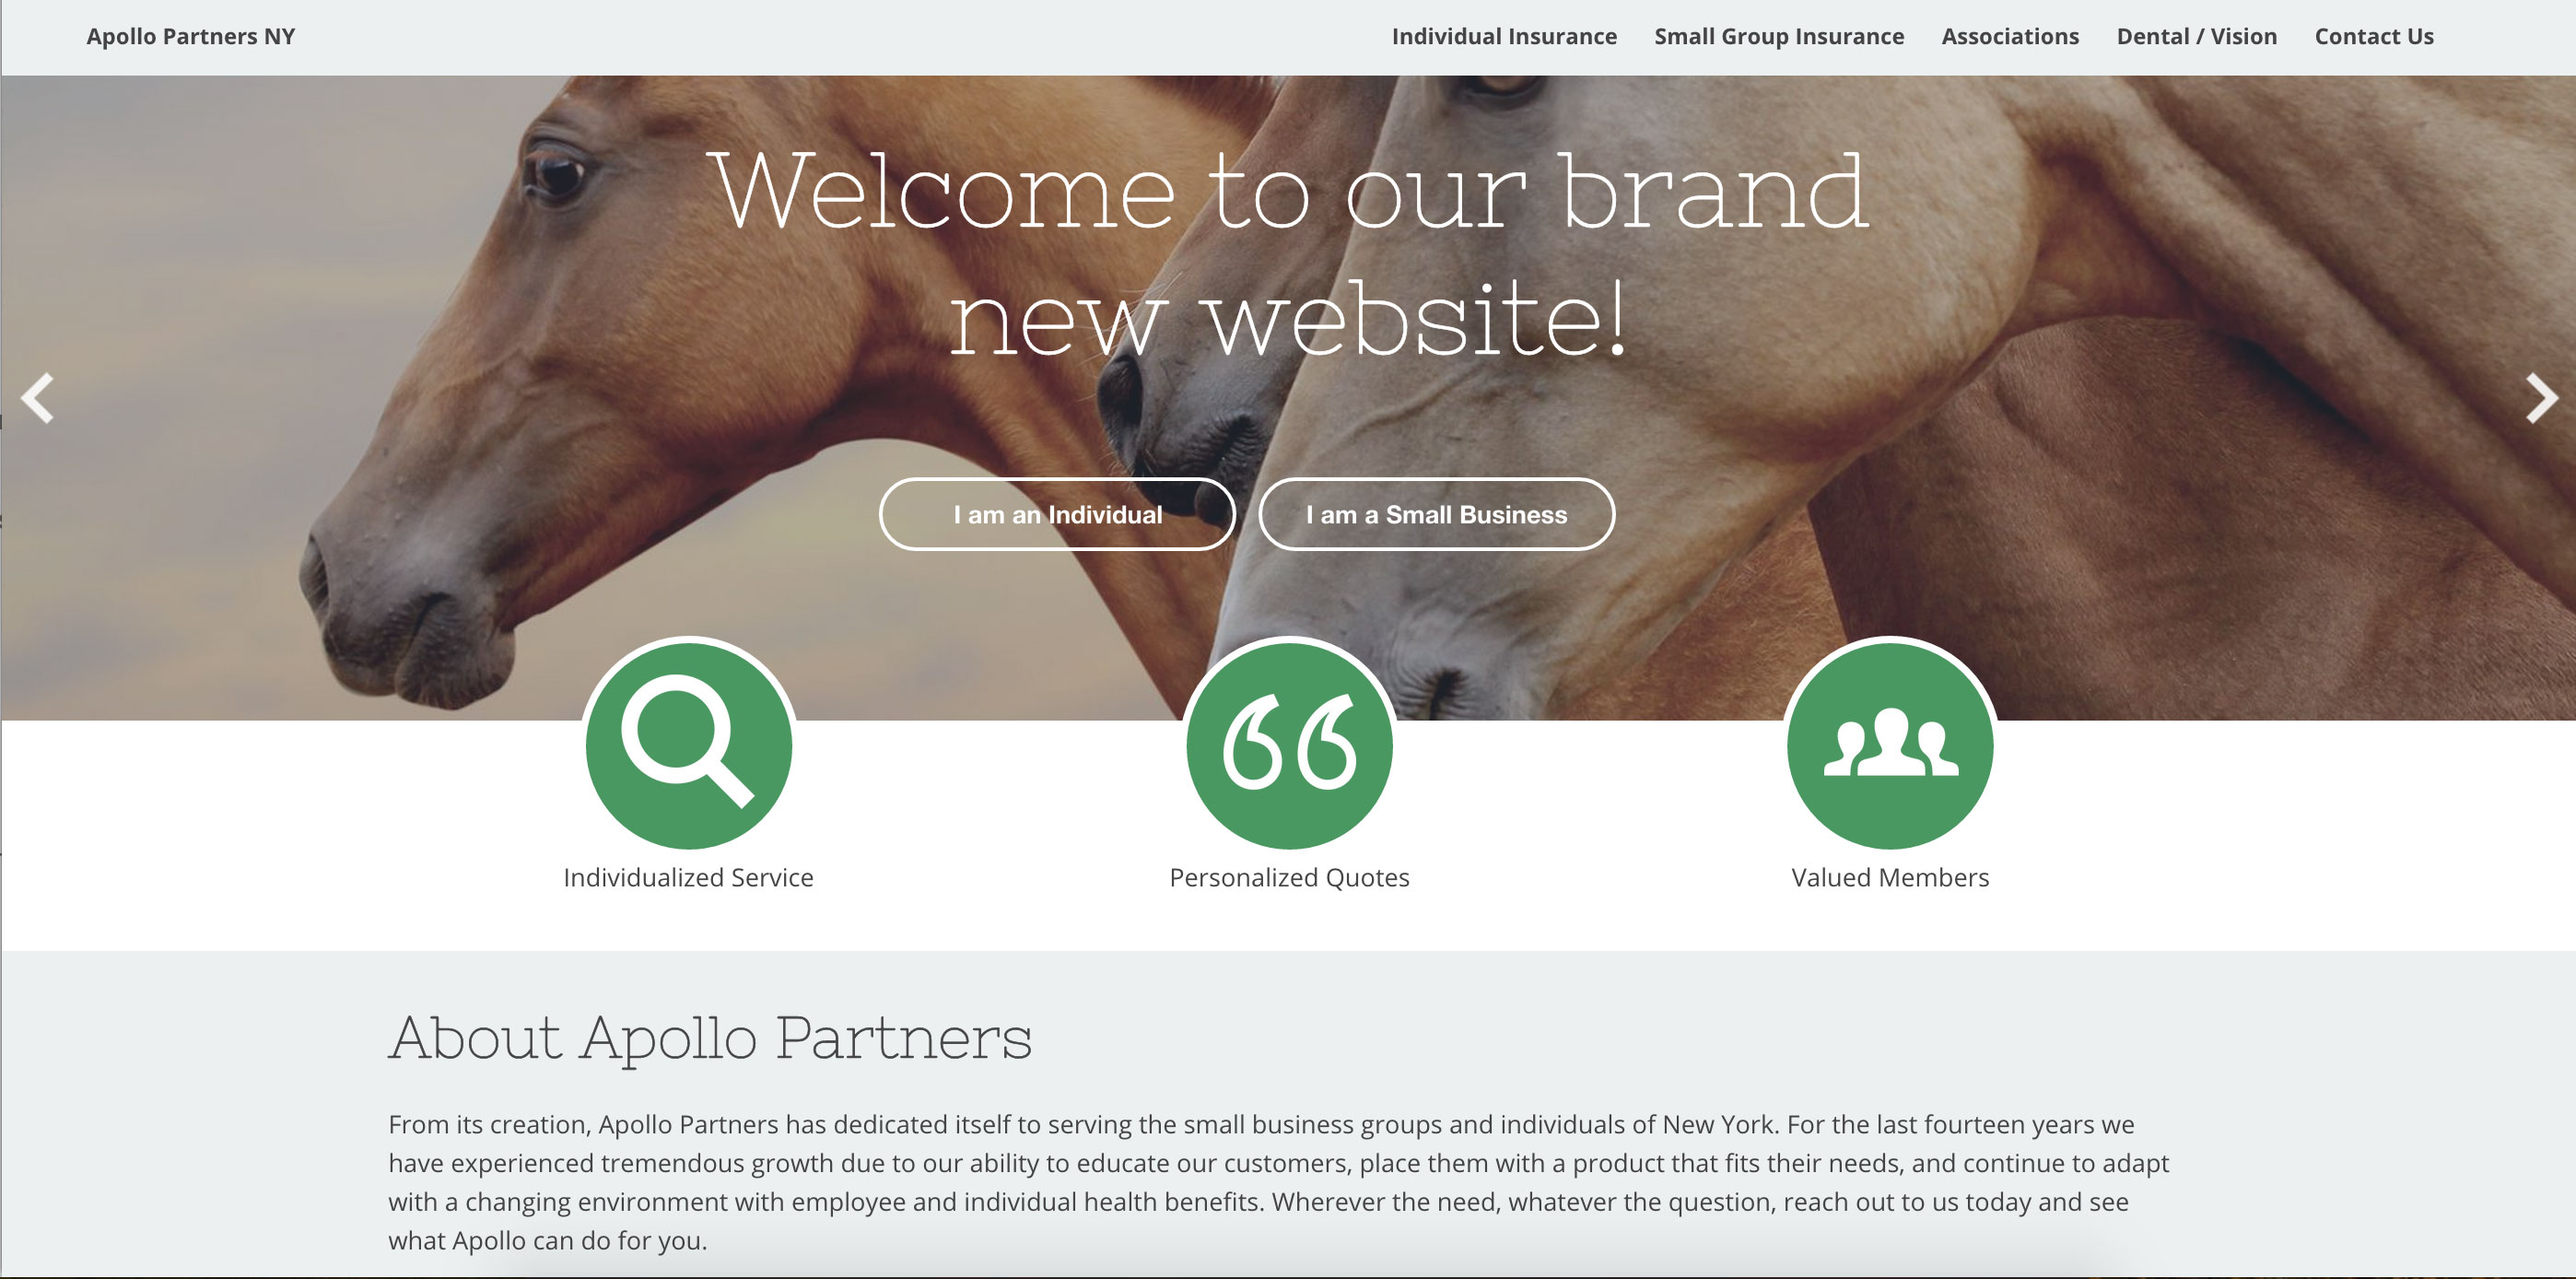 Apollo Partners NY
Individual Insurance
Small Group Insurance
Associations
Dental / Vision
Contact Us
Welcome to our brand
new website!
I am an Individual
I am a Small Business
Individualized Service
Personalized Quotes
Valued Members
About Apollo Partners
From its creation, Apollo Partners has dedicated itself to serving the small business groups and individuals of New York. For the last fourteen years we
have experienced tremendous growth due to our ability to educate our customers, place them with a product that fits their needs, and continue to adapt
with a changing environment with employee and individual health benefits. Wherever the need, whatever the question, reach out to us today and see
what Apollo can do for you.